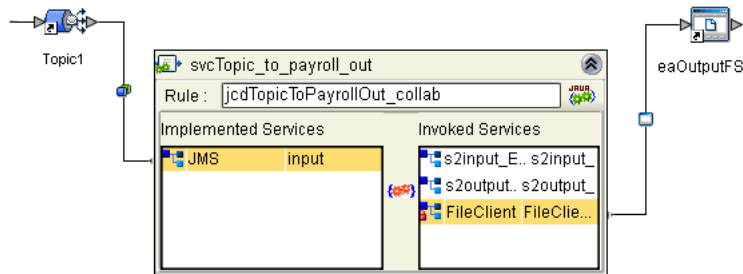 Topic1
svcTopic_to_payroll_out
eaOutputFS
Rule : jcdTopicToPayrollOut_collab
JAVA
Implemented Services Invoked Services
JMS input
s2input_E.. s2input_
s2output.. s2output_
FileClient FileClie...